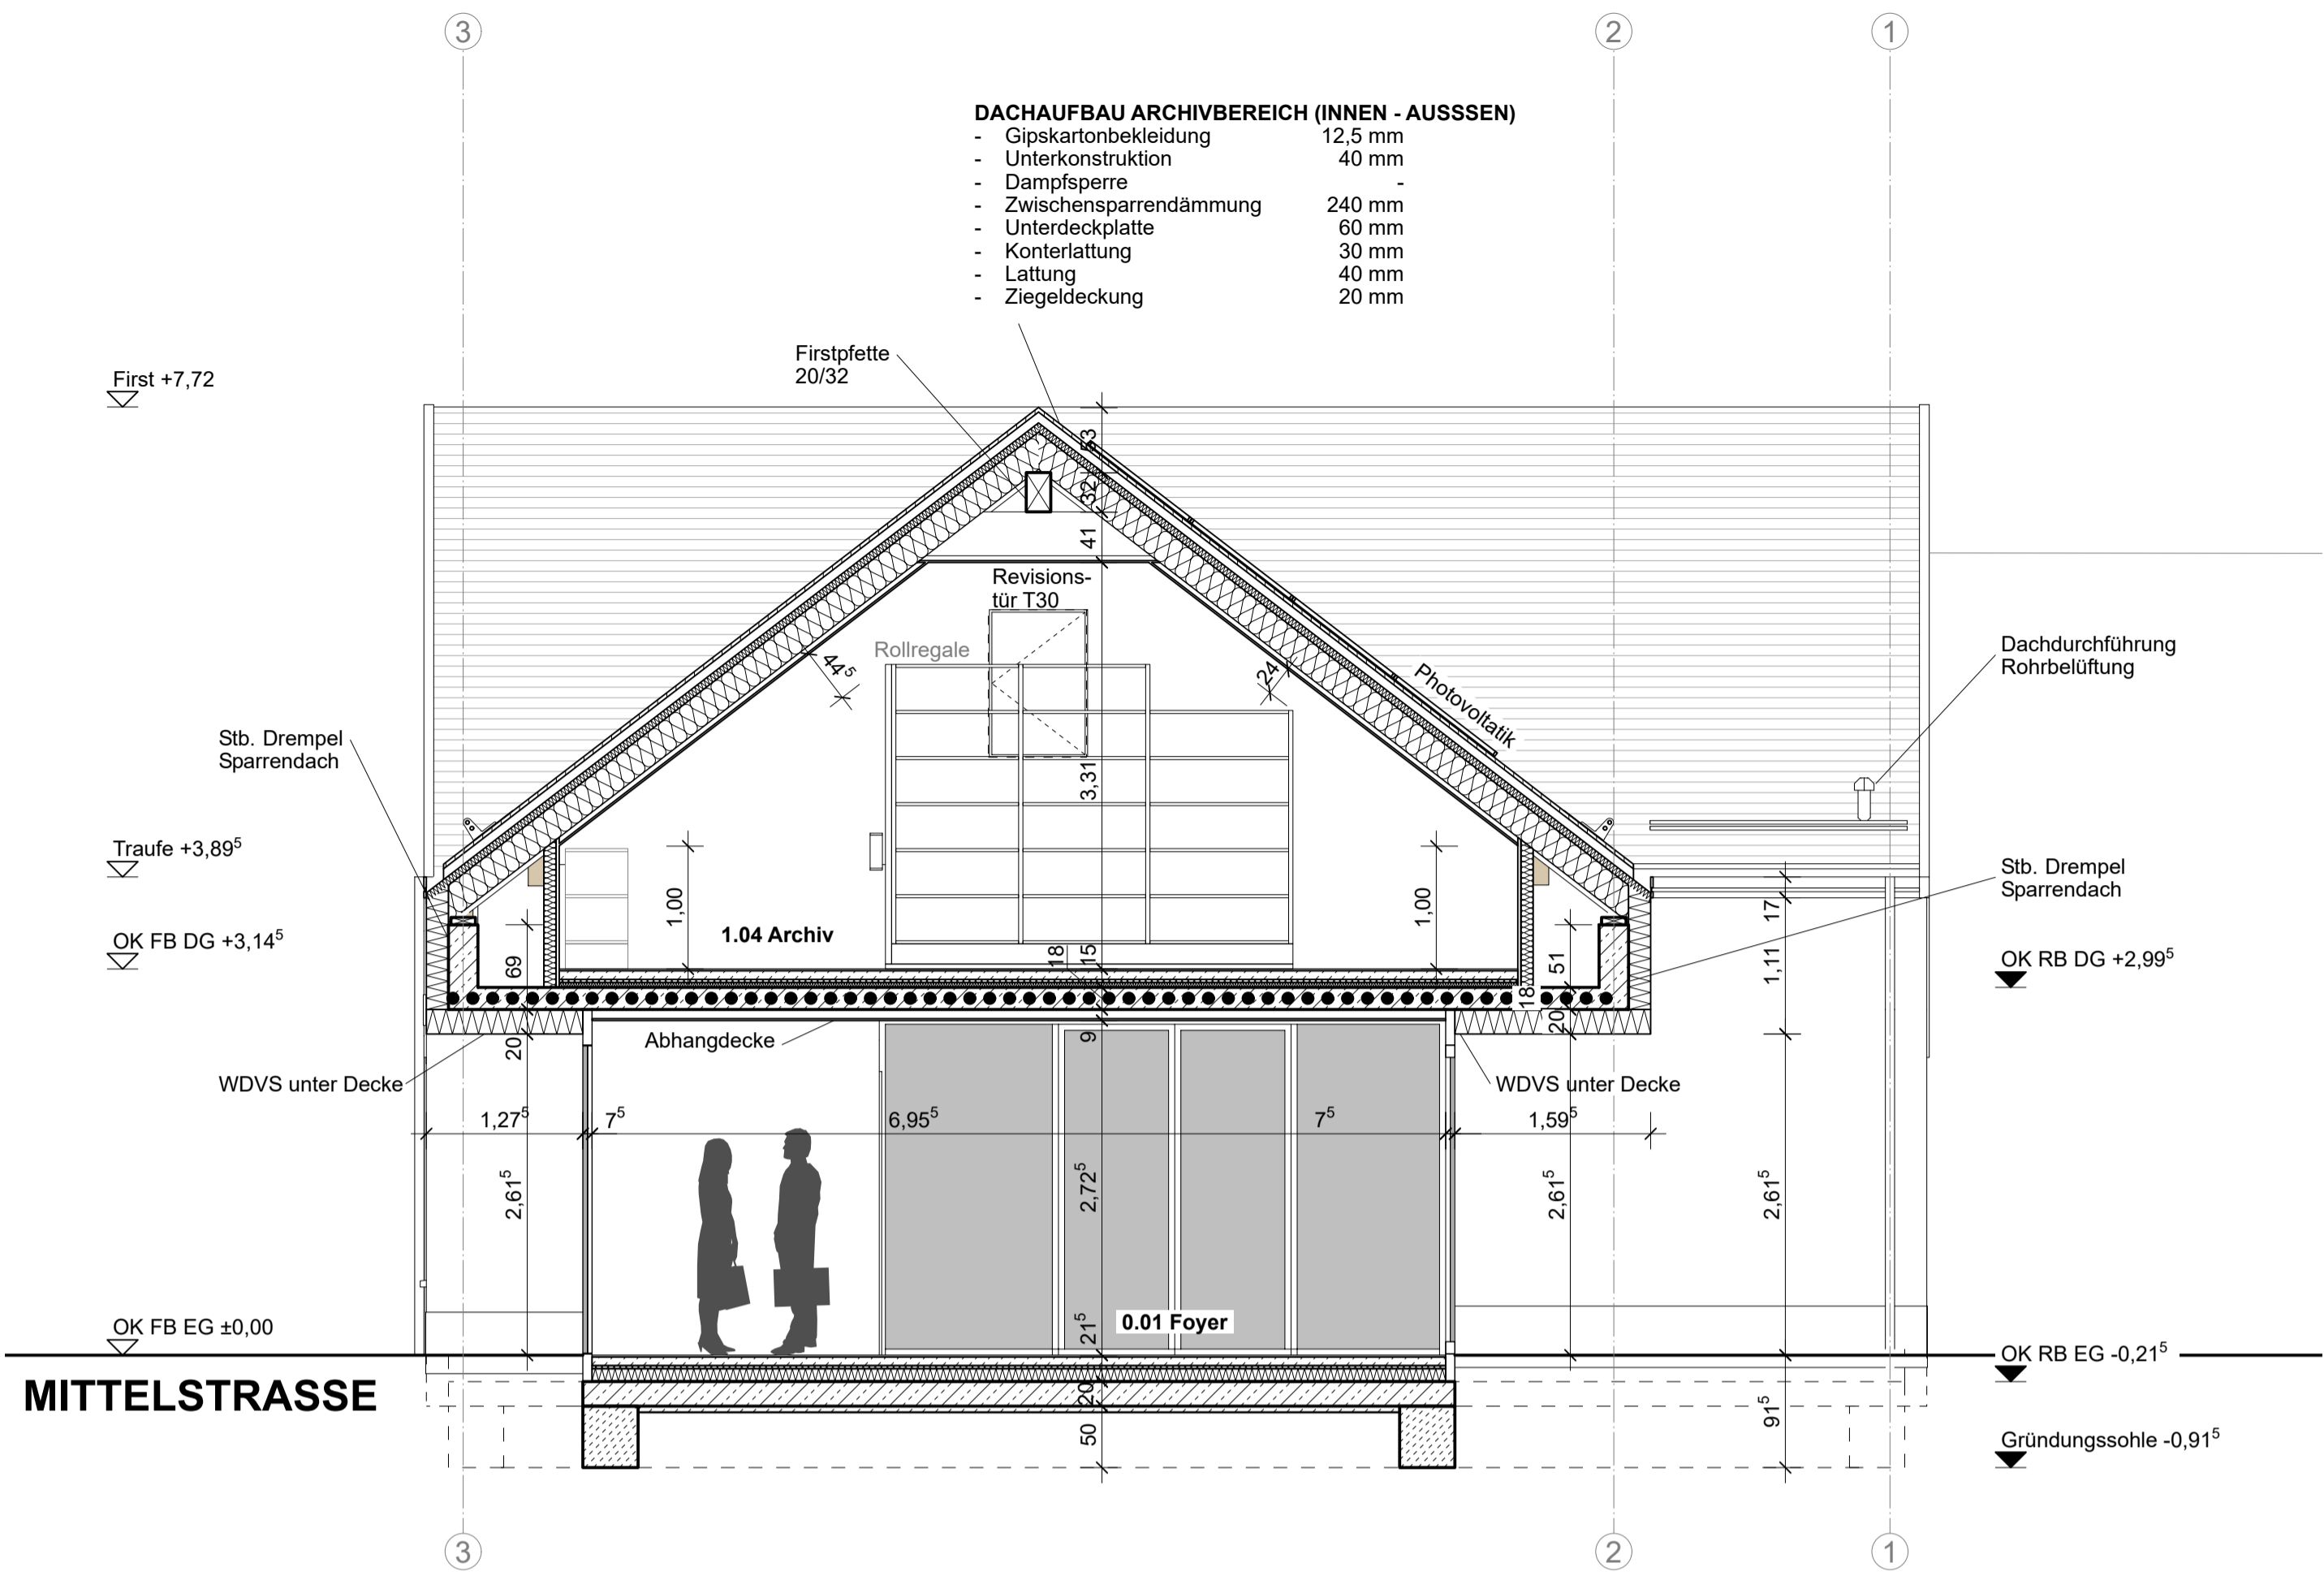 3
2
1
DACHAUFBAU ARCHIVBEREICH (INNEN - AUSSSEN)
- Gipskartonbekleidung 12,5 mm
- Unterkonstruktion 40 mm
- Dampfsperre -
- Zwischensparrendämmung 240 mm
- Unterdeckplatte 60 mm
- Konterlattung 30 mm
- Lattung 40 mm
- Ziegeldeckung 20 mm
Firstpfette
20/32
First +7,72
53
32
41
Revisions-
tür T30
Rollregale
44⁵
24
Photovoltatik
Dachdurchführung
Rohrbelüftung
Stb. Drempel
Sparrendach
3,31
Traufe +3,89⁵
Stb. Drempel
Sparrendach
1,00
1,00
17
1.04 Archiv
OK FB DG +3,14⁵
69
18
15
51
1,11
OK RB DG +2,99⁵
18
20
Abhangdecke
9
20
WDVS unter Decke
WDVS unter Decke
1,27⁵
7⁵
6,95⁵
7⁵
1,59⁵
2,61⁵
2,72⁵
2,61⁵
2,61⁵
OK FB EG ±0,00
21⁵
0.01 Foyer
OK RB EG -0,21⁵
MITTELSTRASSE
20
91⁵
50
Gründungssohle -0,91⁵
3
2
1